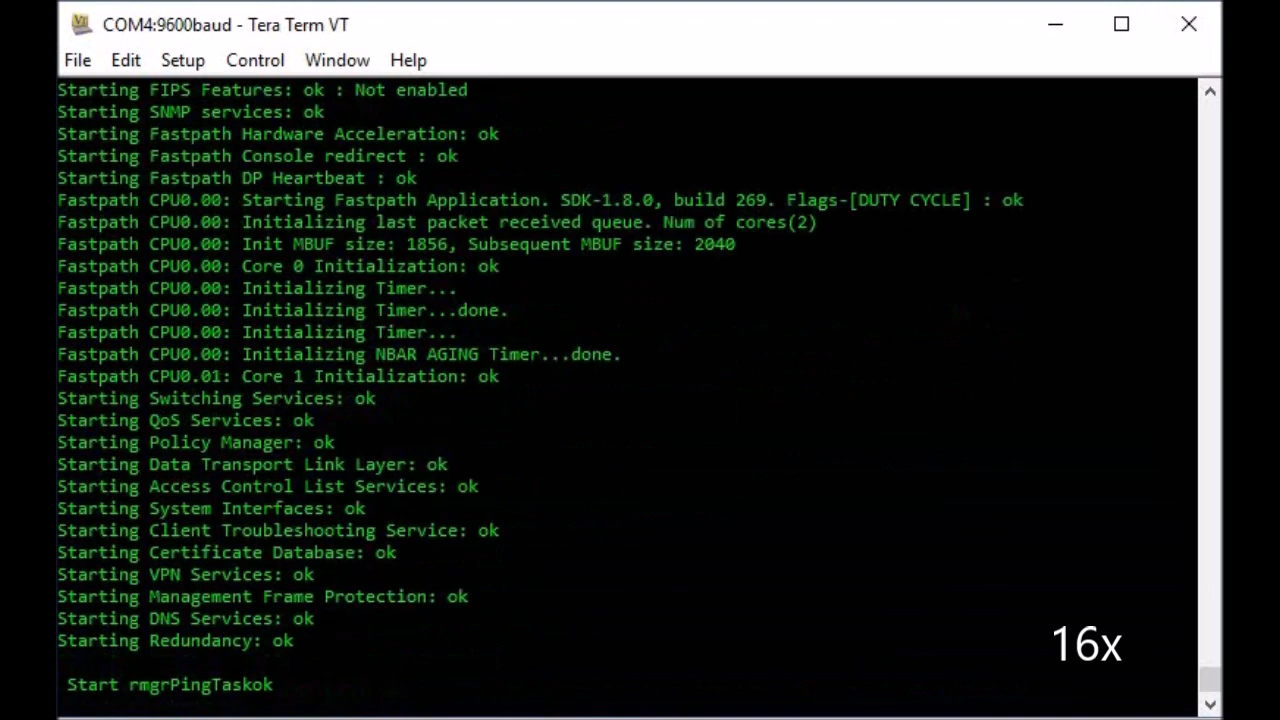 COM4:9600baud - Tera Term VT
File Edit Setup Control Window Help
Starting FIPS Features: ok : Not enabled
Starting SNMP services: ok
Starting Fastpath Hardware Acceleration: ok
Starting Fastpath Console redirect : ok
Starting Fastpath DP Heartbeat : ok
Fastpath CPU0.00: Starting Fastpath Application. SDK-1.8.0, build 269. Flags-[DUTY CYCLE] : ok
Fastpath CPU0.00: Initializing last packet received queue. Num of cores(2)
Fastpath CPU0.00: Init MBUF size: 1856, Subsequent MBUF size: 2040
Fastpath CPU0.00: Core 0 Initialization: ok
Fastpath CPU0.00: Initializing Timer...
Fastpath CPU0.00: Initializing Timer...done.
Fastpath CPU0.00: Initializing Timer...
Fastpath CPU0.00: Initializing NBAR AGING Timer...done.
Fastpath CPU0.01: Core 1 Initialization: ok
Starting Switching Services: ok
Starting QoS Services: ok
Starting Policy Manager: ok
Starting Data Transport Link Layer: ok
Starting Access Control List Services: ok
Starting System Interfaces: ok
Starting Client Troubleshooting Service: ok
Starting Certificate Database: ok
Starting VPN Services: ok
Starting Management Frame Protection: ok
Starting DNS Services: ok
Starting Redundancy: ok
16x
Start rmgrPingTaskok